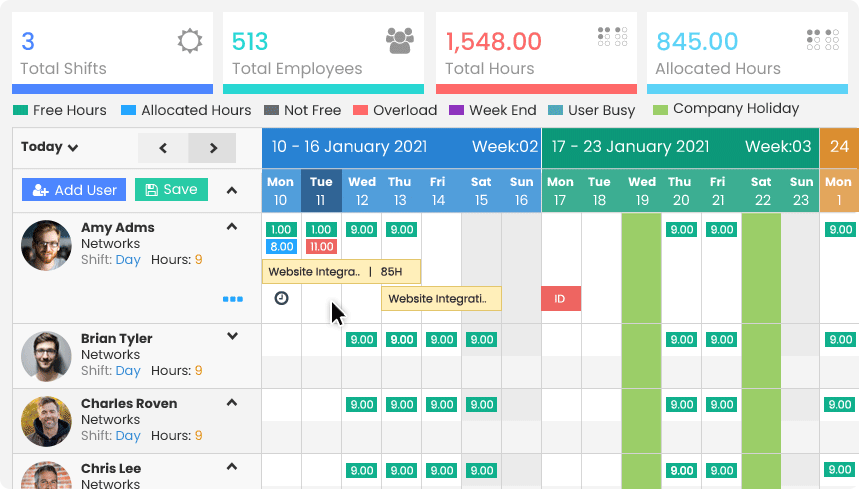 3
Total Shifts
513
Total Employees
1,548.00
Total Hours
845.00
Allocated Hours
Free Hours Allocated Hours Not Free Overload Week End User Busy Company Holiday
Today 10 - 16 January 2021 Week:02 17 - 23 January 2021 Week:03 24
Add User Save
Mon Tue Wed Thu Fri Sat Sun Mon Tue Wed Thu Fri Sat Sun Mon
10 11 12 13 14 15 16 17 18 19 20 21 22 23 1
Amy Adms
Networks
Shift: Day Hours: 9
1.00 1.00 9.00 9.00 9.00 9.00 9.00
8.00 11.00
Website Integra.. | 85H
Website Integrati.. ID
Brian Tyler
Networks
Shift: Day Hours: 9
9.00 9.00 9.00 9.00 9.00 9.00 9.00
Charles Roven
Networks
Shift: Day Hours: 9
9.00 9.00 9.00 9.00 9.00 9.00 9.00
Chris Lee
Networks
9.00 9.00 9.00 9.00 9.00 9.00 9.00